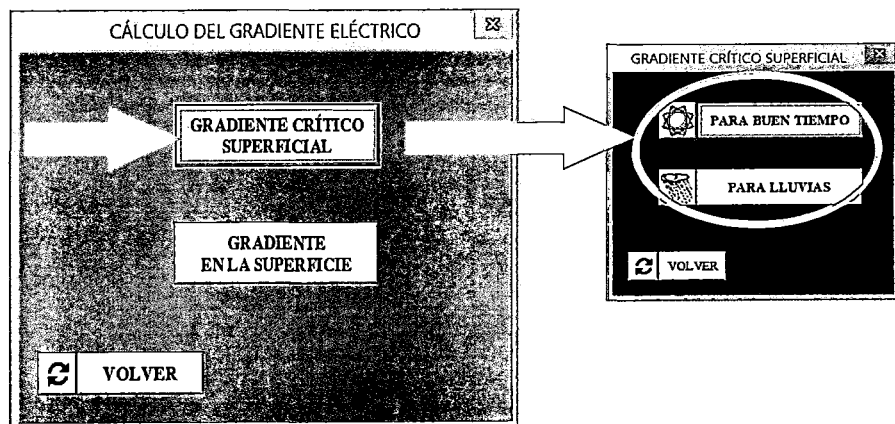 CÁLCULO DEL GRADIENTE ELÉCTRICO
GRADIENTE CRÍTICO
SUPERFICIAL
GRADIENTE
EN LA SUPERFICIE
VOLVER
GRADIENTE CRÍTICO SUPERFICIAL
PARA BUEN TIEMPO
PARA LLUVIAS
VOLVER